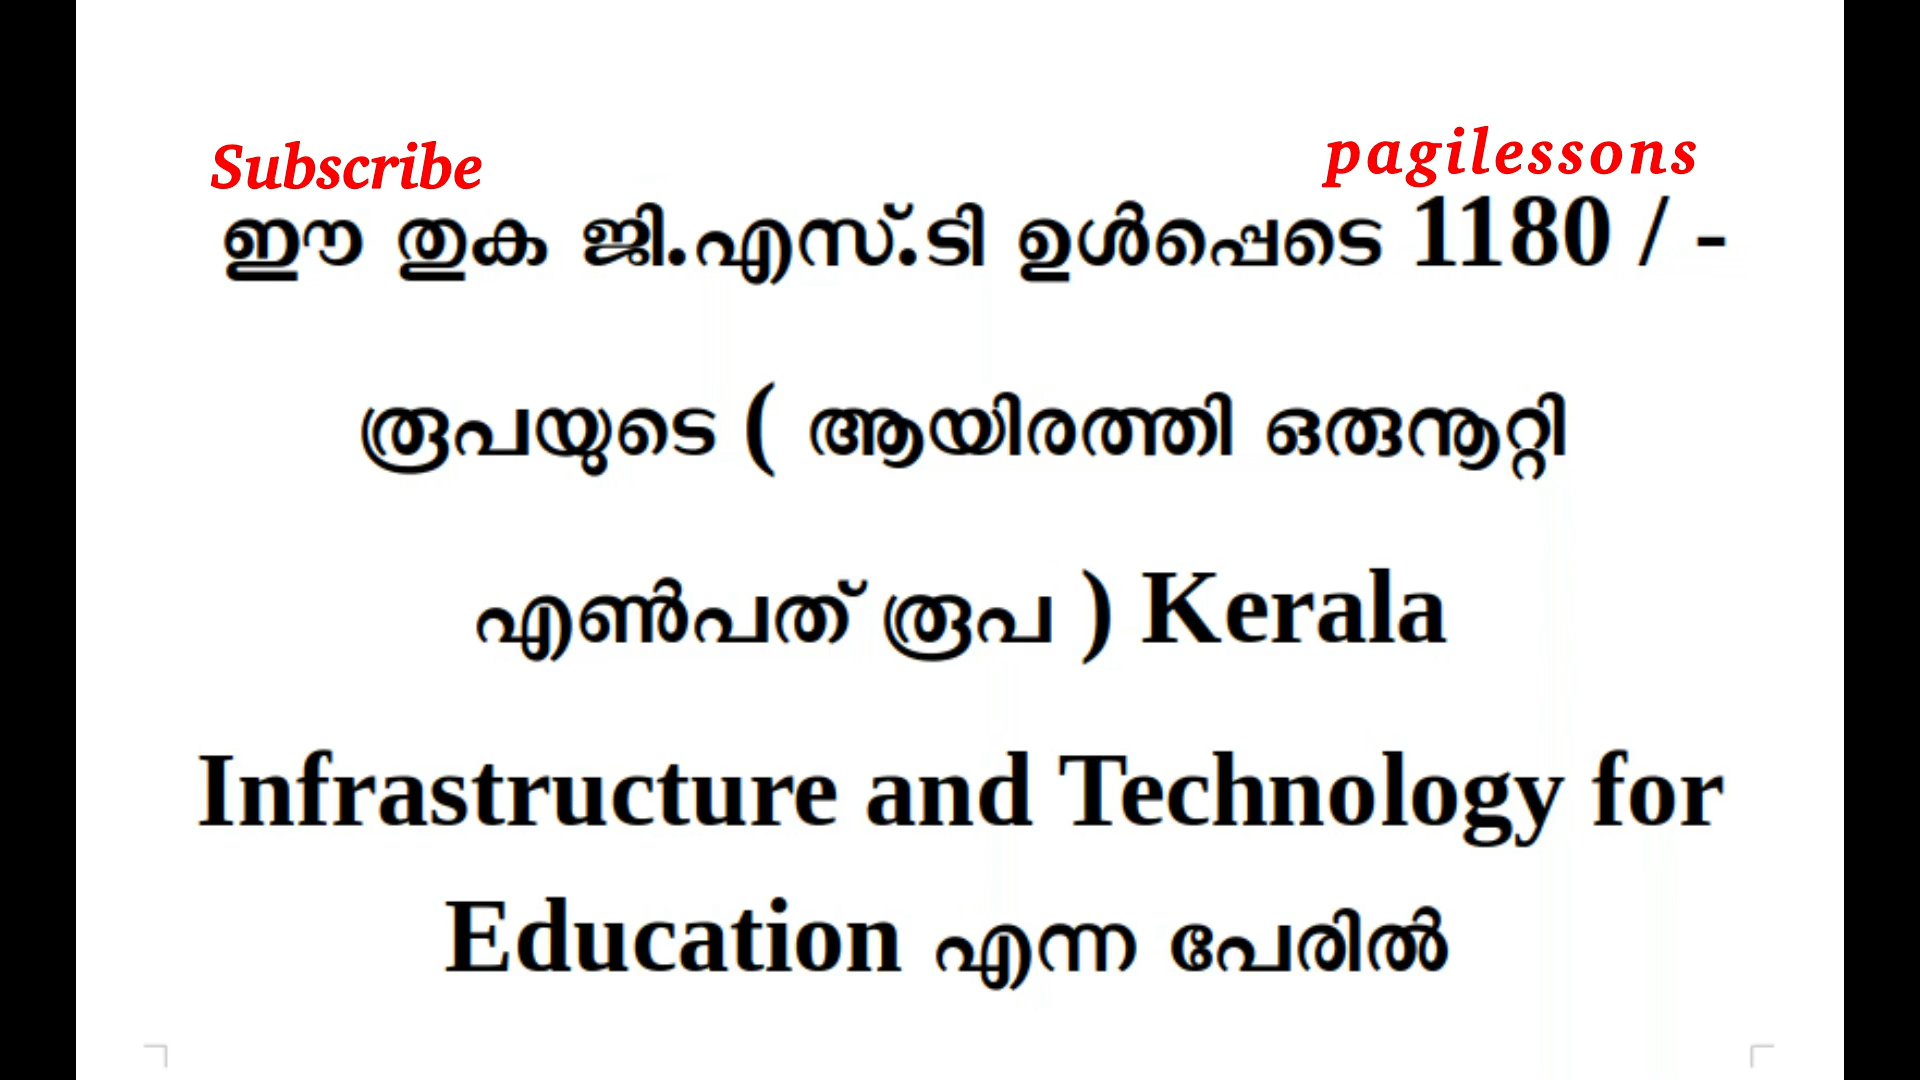 Subscribe
pagilessons
ഈ തുക ജി.എസ്.ടി ഉൾപ്പെടെ 1180 / -
രൂപയുടെ ( ആയിരത്തി ഒരുനൂറ്റി
എൺപത് രൂപ ) Kerala
Infrastructure and Technology for
Education എന്ന പേരിൽ